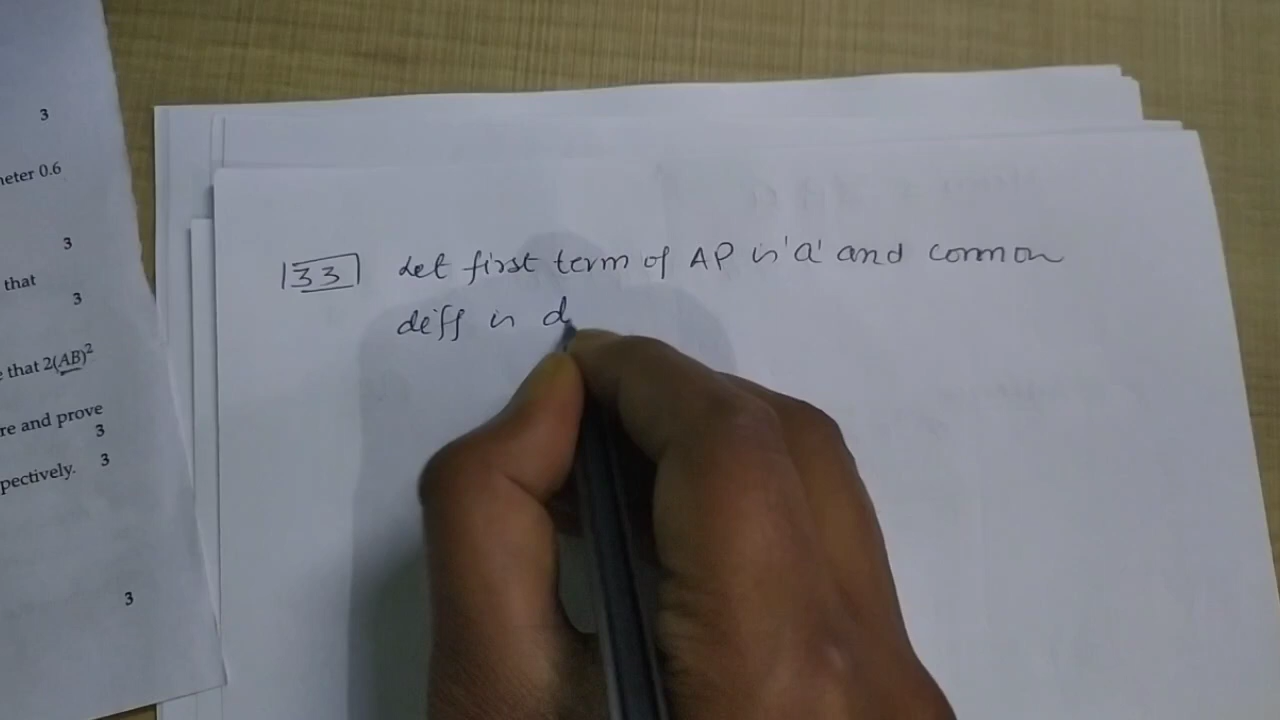 3
neter 0.6
3
that
3
that 2(AB)²
re and prove
3
pectively. 3
3
33 Let first term of AP is 'a' and common
diff is d